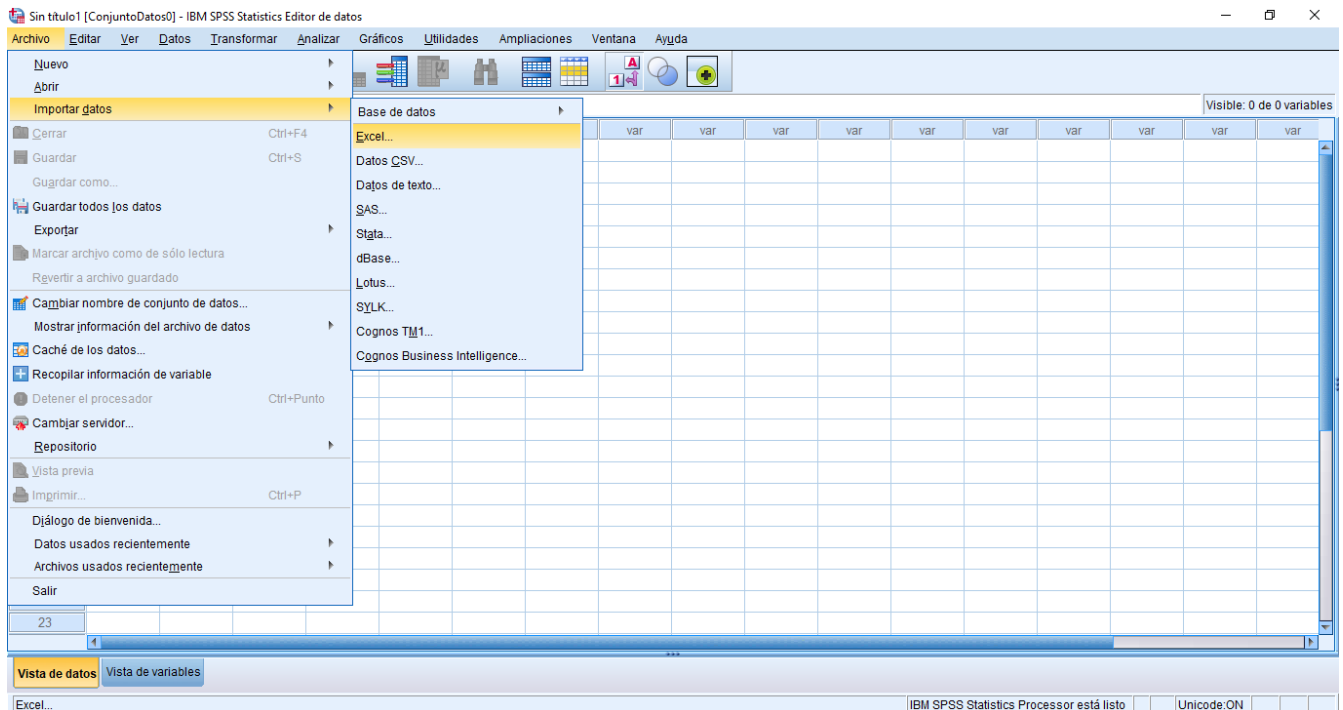 Sin título1 [ConjuntoDatos0] - IBM SPSS Statistics Editor de datos
Archivo Editar Ver Datos Transformar Analizar Gráficos Utilidades Ampliaciones Ventana Ayuda
Visible: 0 de 0 variables
Nuevo
Abrir
Importar datos
Cerrar Ctrl+F4
Guardar Ctrl+S
Guardar como...
Guardar todos los datos
Exportar
Marcar archivo como de sólo lectura
Revertir a archivo guardado
Cambiar nombre de conjunto de datos...
Mostrar información del archivo de datos
Caché de los datos...
Recopilar información de variable
Detener el procesador Ctrl+Punto
Cambiar servidor...
Repositorio
Vista previa
Imprimir... Ctrl+P
Diálogo de bienvenida...
Datos usados recientemente
Archivos usados recientemente
Salir
Base de datos
Excel...
Datos CSV...
Datos de texto...
SAS...
Stata...
dBase...
Lotus...
SYLK...
Cognos TM1...
Cognos Business Intelligence...
var var var var var var var var var var
A
1
23
Vista de datos Vista de variables
Excel... IBM SPSS Statistics Processor está listo Unicode:ON